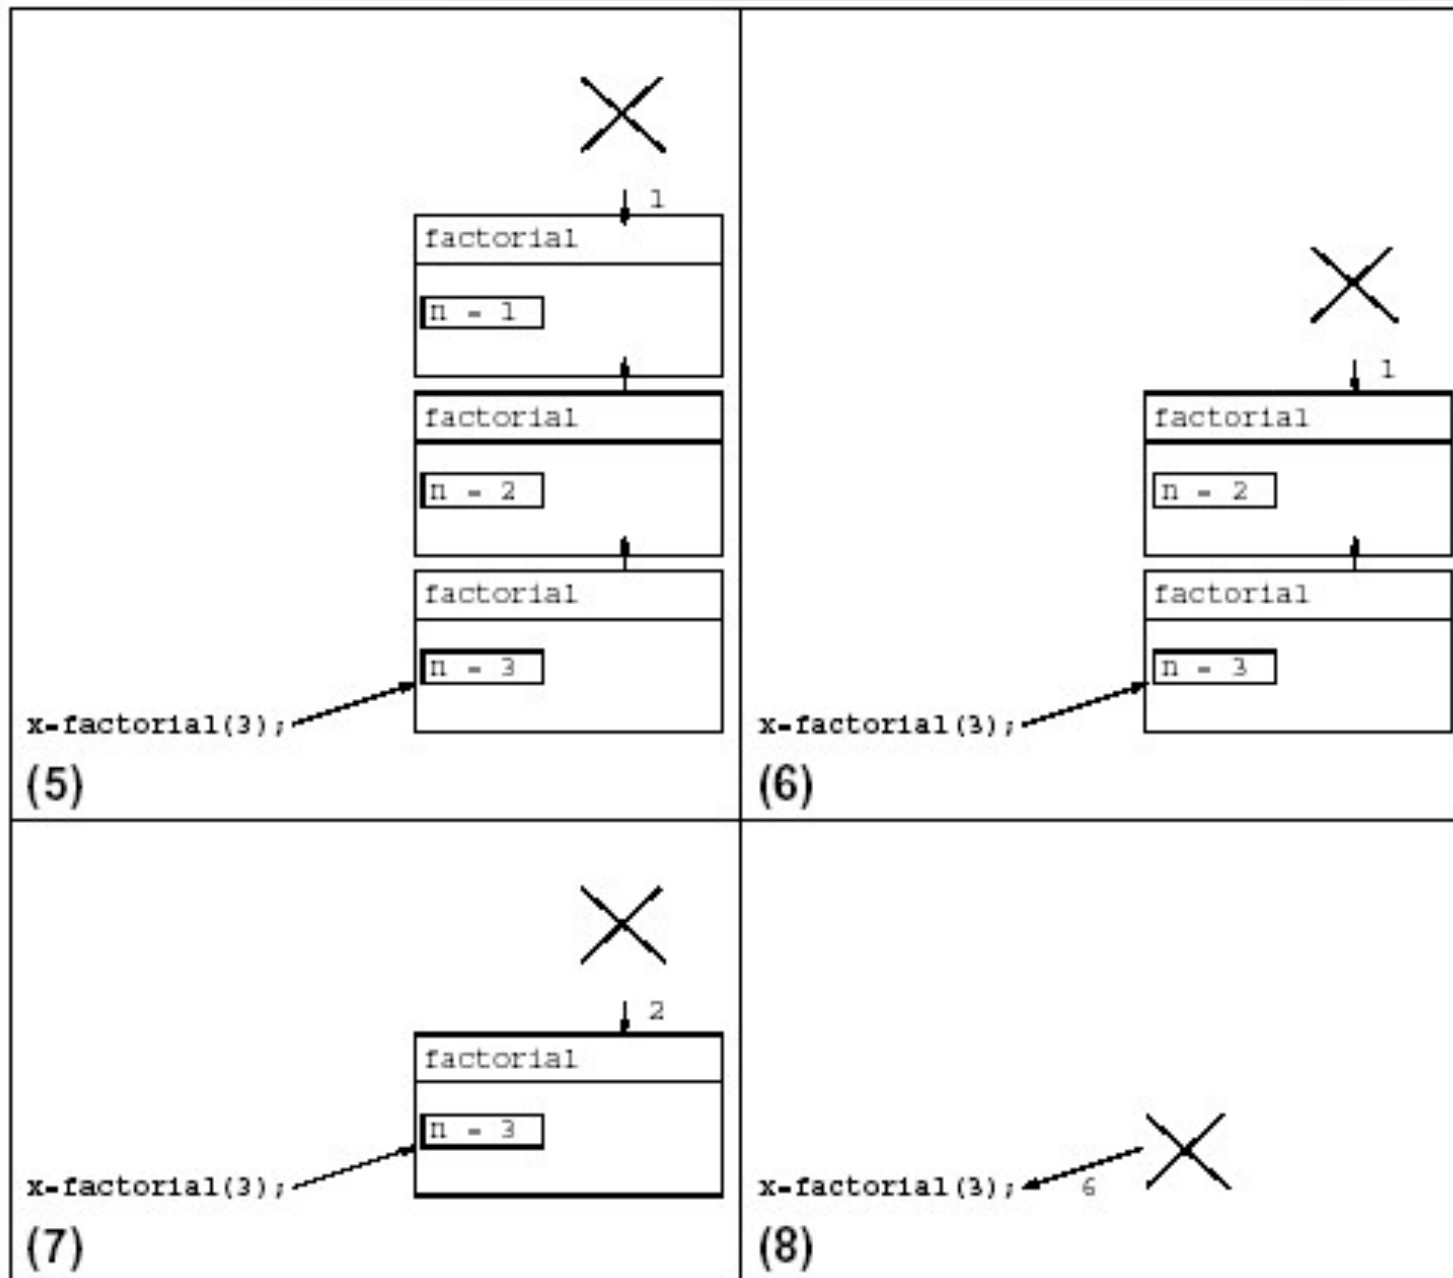 1
factorial
n = 1
factorial
n = 2
factorial
n = 3
x=factorial(3);
(5)
1
factorial
n = 2
factorial
n = 3
x=factorial(3);
(6)
2
factorial
n = 3
x=factorial(3);
(7)
x=factorial(3);
6
(8)